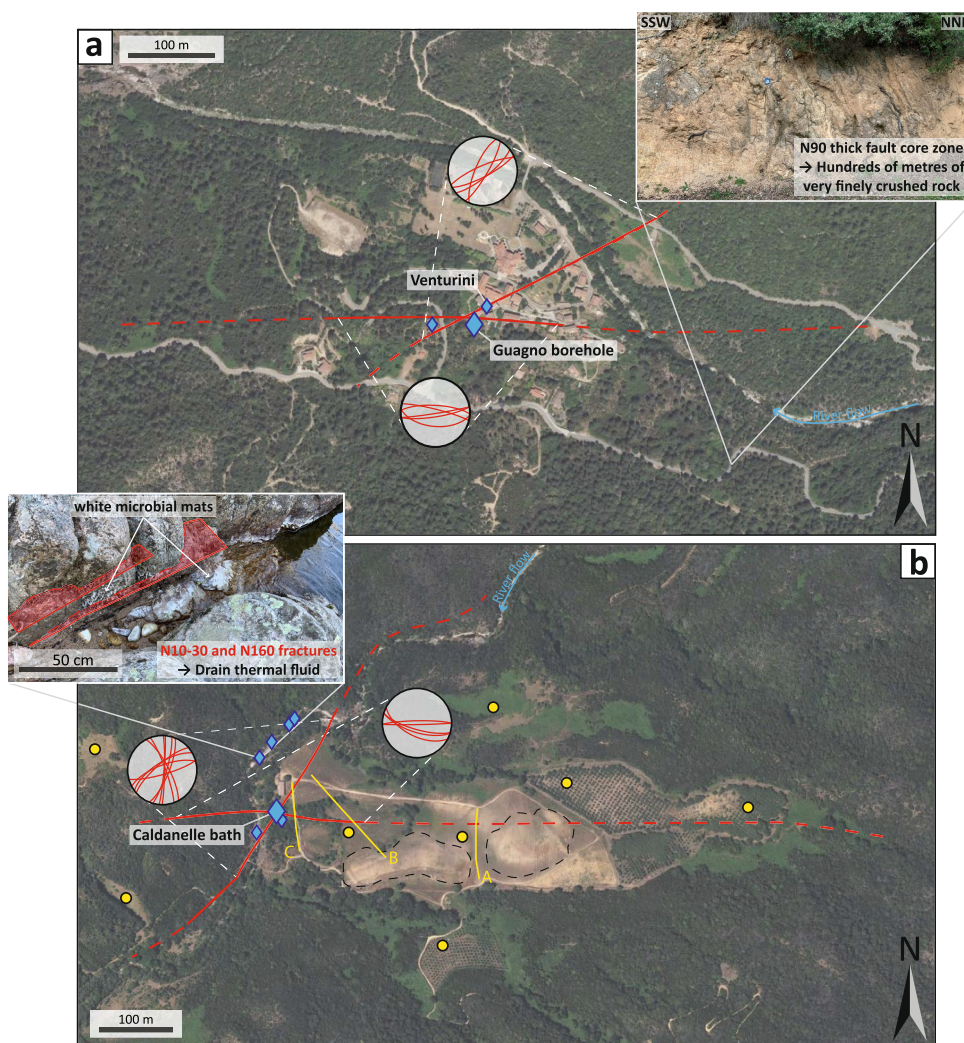 a
100 m
SSW
NNE
N90 thick fault core zone
→ Hundreds of metres of
very finely crushed rock
Venturini
Guagno borehole
River flow
N
white microbial mats
50 cm
N10-30 and N160 fractures
→ Drain thermal fluid
b
River flow
Caldanelle bath
C
B
A
N
100 m